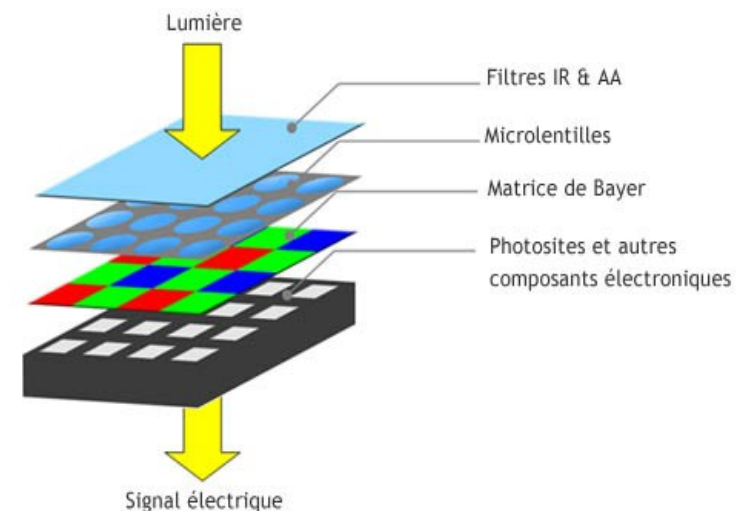 Lumière
Filtres IR & AA
Microlentilles
Matrice de Bayer
Photosites et autres
composants électroniques
Signal électrique